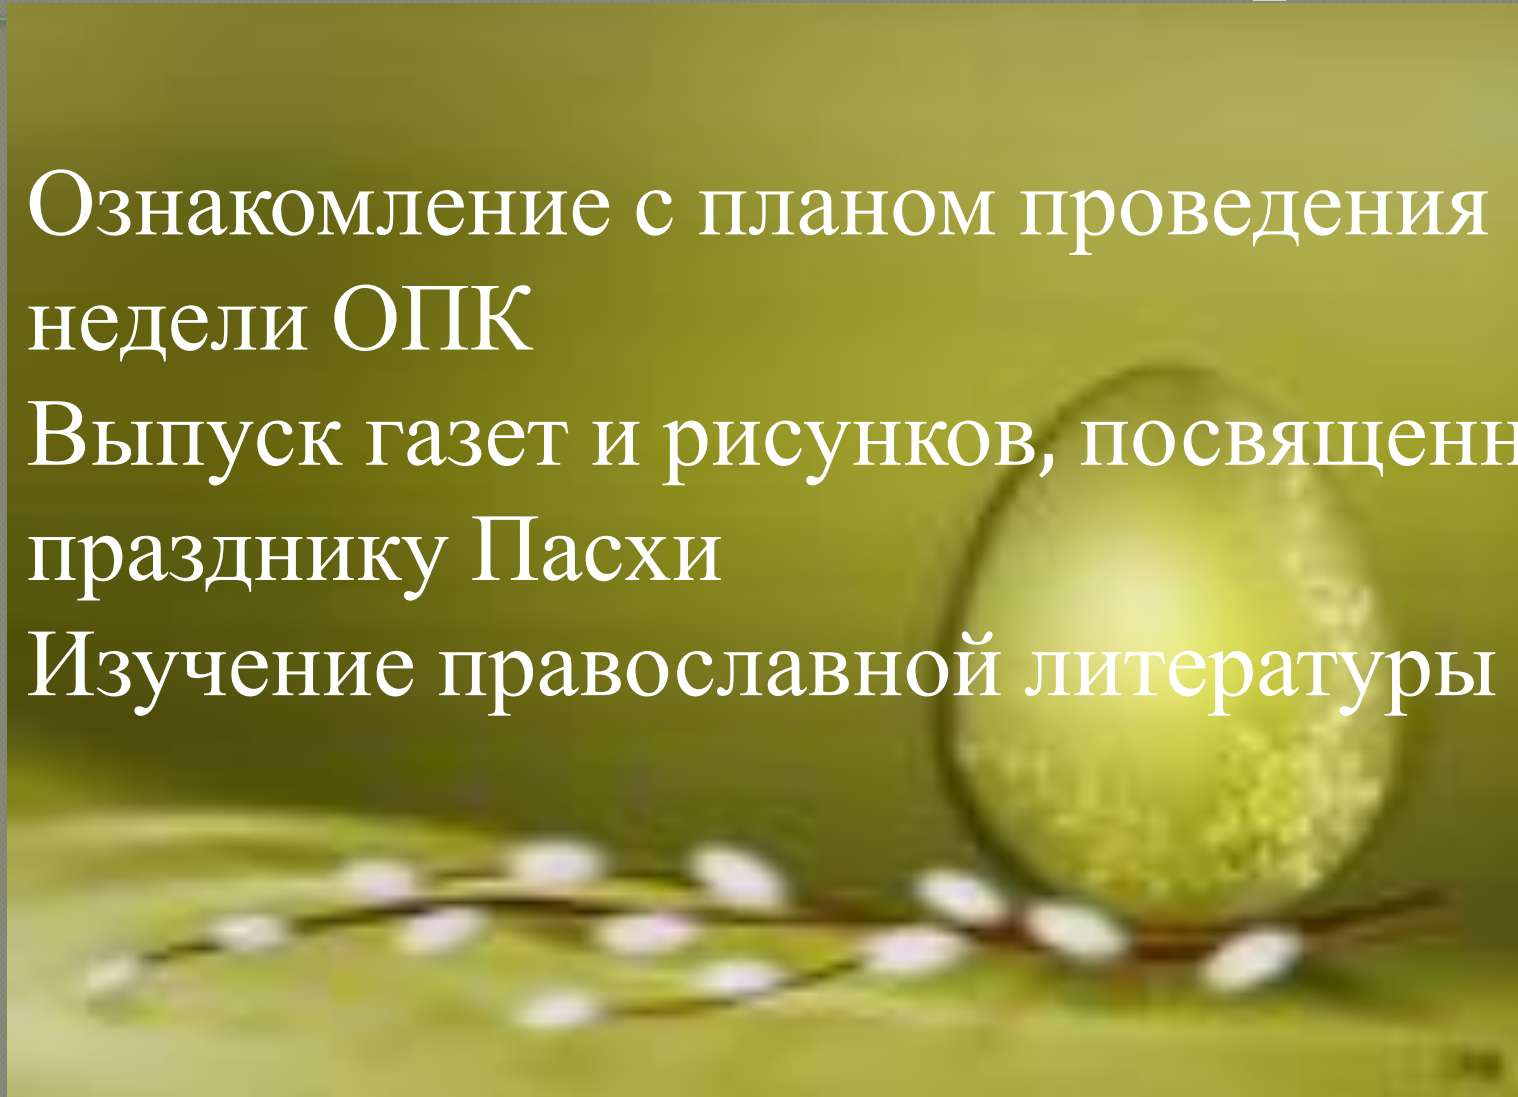 Ознакомление с планом проведения
недели ОПК
Выпуск газет и рисунков, посвященн
празднику Пасхи
Изучение православной литературы